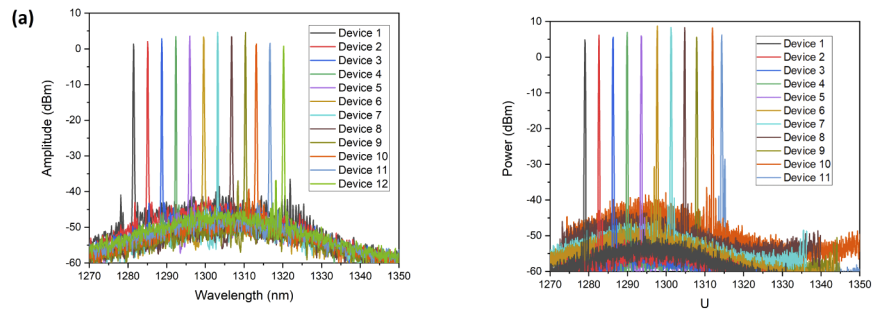 (a)
10
0
-10
-20
-30
-40
-50
-60
Amplitude (dBm)
1270 1280 1290 1300 1310 1320 1330 1340 1350
Wavelength (nm)
Device 1
Device 2
Device 3
Device 4
Device 5
Device 6
Device 7
Device 8
Device 9
Device 10
Device 11
Device 12
10
0
-10
-20
-30
-40
-50
-60
Power (dBm)
1270 1280 1290 1300 1310 1320 1330 1340 1350
U
Device 1
Device 2
Device 3
Device 4
Device 5
Device 6
Device 7
Device 8
Device 9
Device 10
Device 11